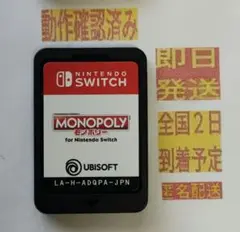 動作確認済み
NINTENDO
SWITCH
MONOPOLY
モノポリー
for Nintendo Switch
UBISOFT
LA-H-ADQPA-JPN
即日
発送
全国２日
到着予定
匿名配送